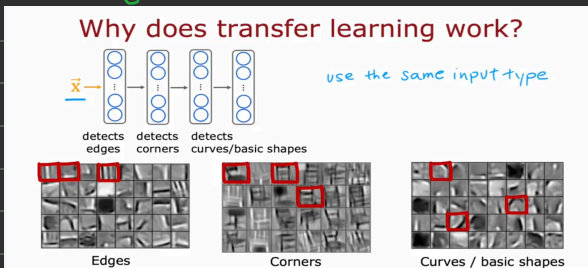 Why does transfer learning work?
x⃗
use the same input type
detects edges
detects corners
detects curves/basic shapes
Edges
Corners
Curves / basic shapes